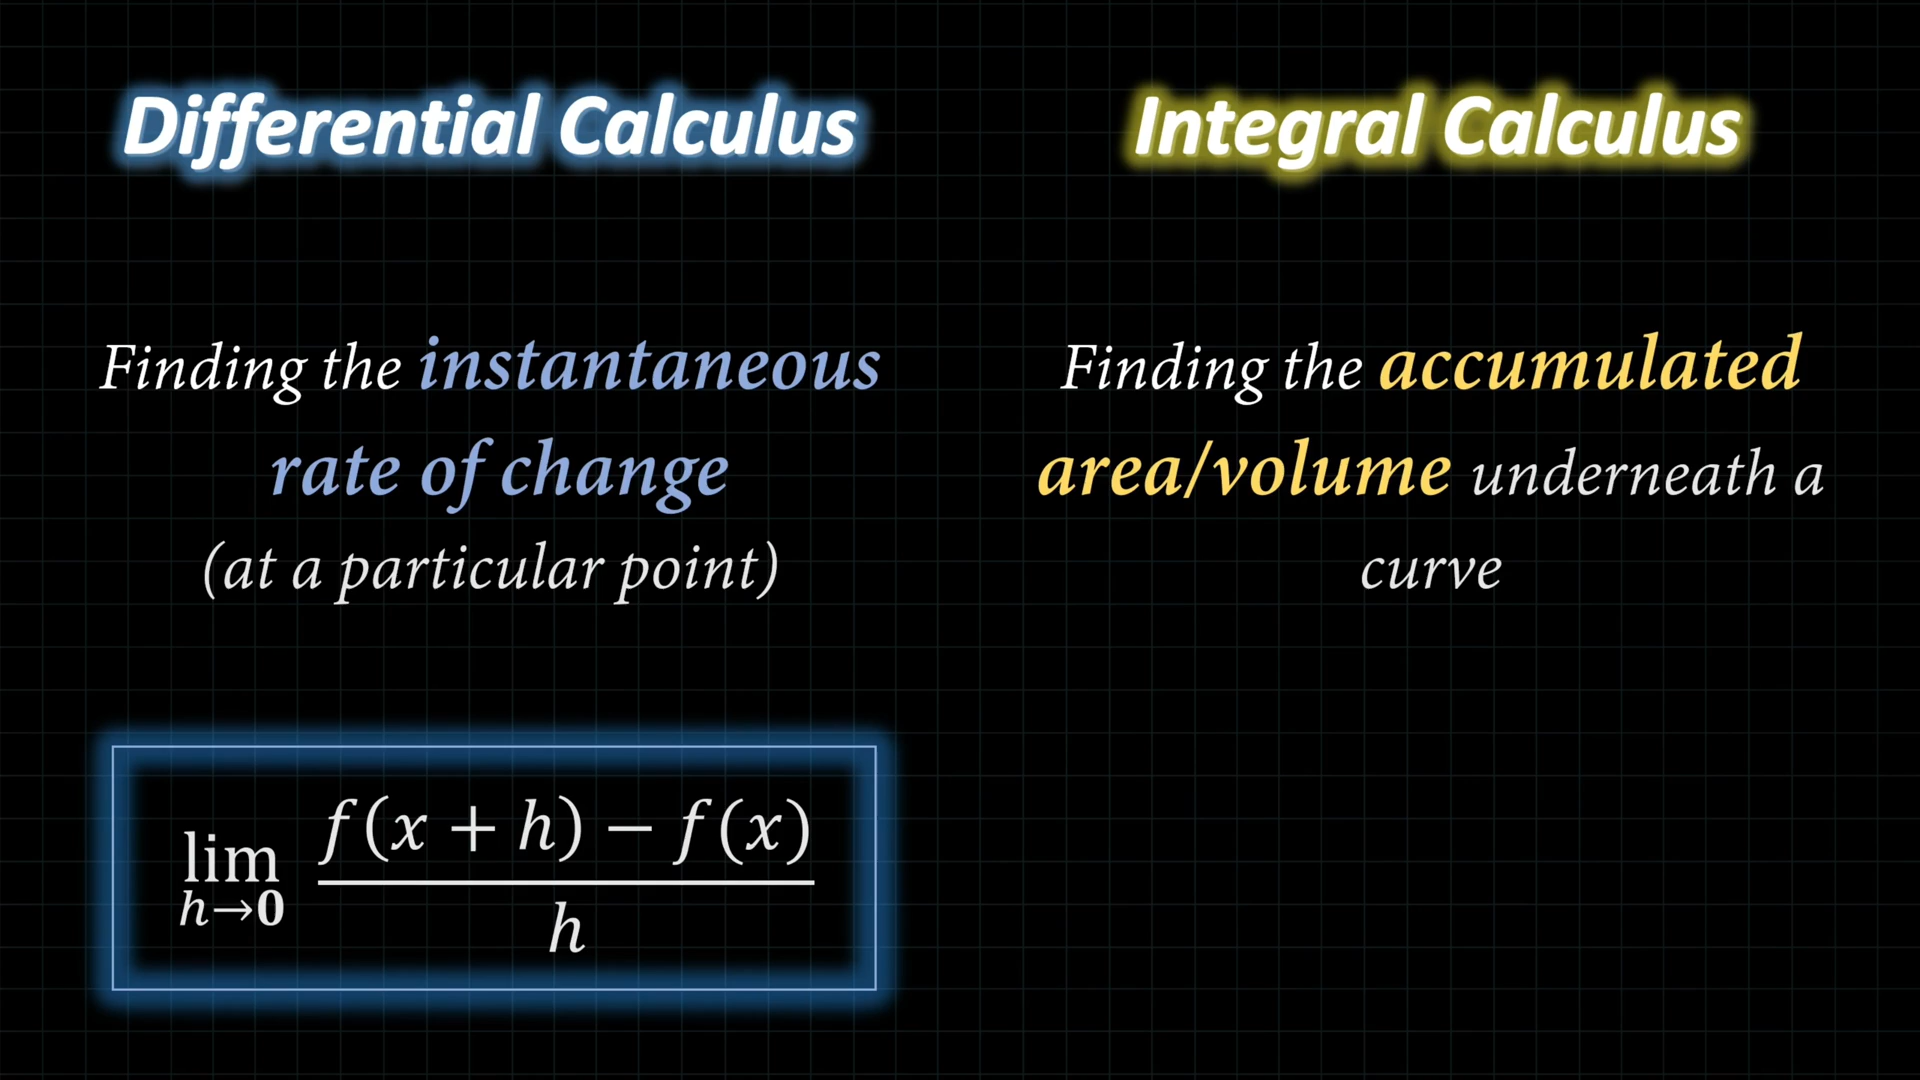 Differential Calculus
Finding the instantaneous
rate of change
(at a particular point)
lim h→0 f(x + h) − f(x) / h
Integral Calculus
Finding the accumulated
area/volume underneath a
curve